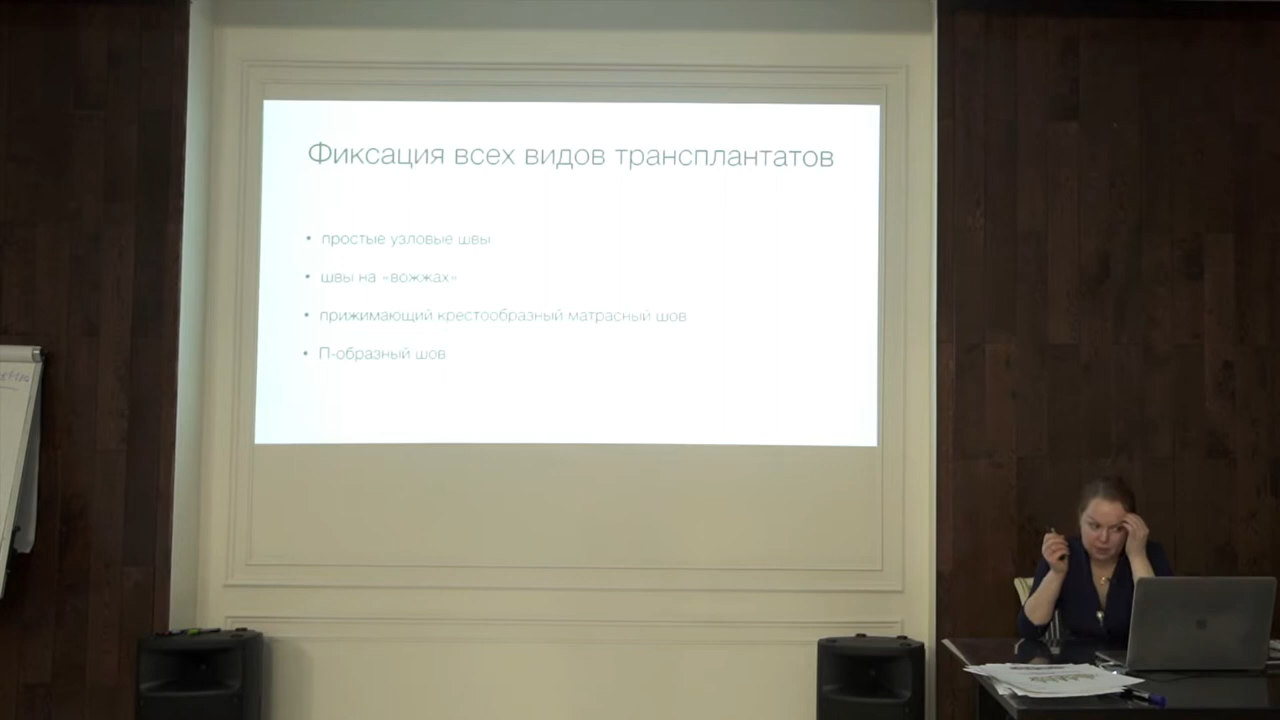 Фиксация всех видов трансплантатов
• простые узловые швы
• швы на «вожжах»
• прижимающий крестообразный матрасный шов
• П-образный шов